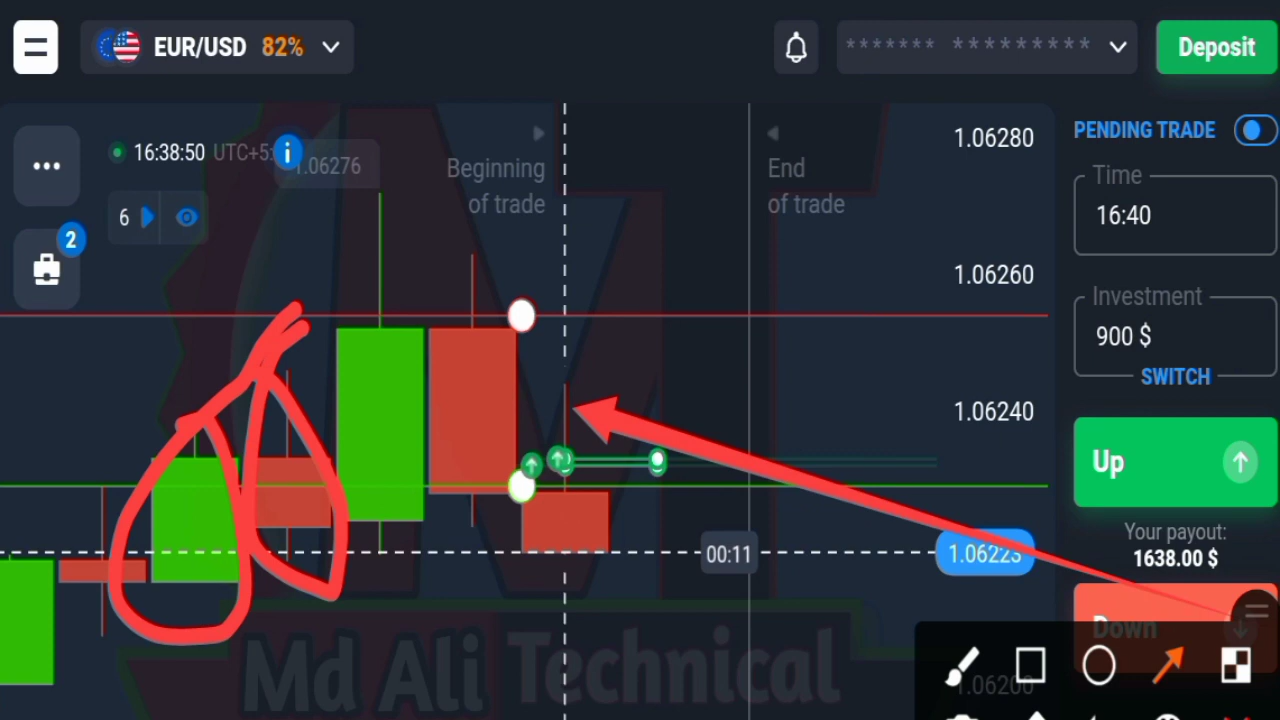 EUR/USD 82%
******* *********
Deposit
16:38:50 UTC+5:
1.06276
6
2
Beginning
of trade
End
of trade
1.06280
1.06260
1.06240
1.06223
1.06200
00:11
PENDING TRADE
Time
16:40
Investment
900 $
SWITCH
Up
Your payout:
1638.00 $
Down
Md Ali Technical